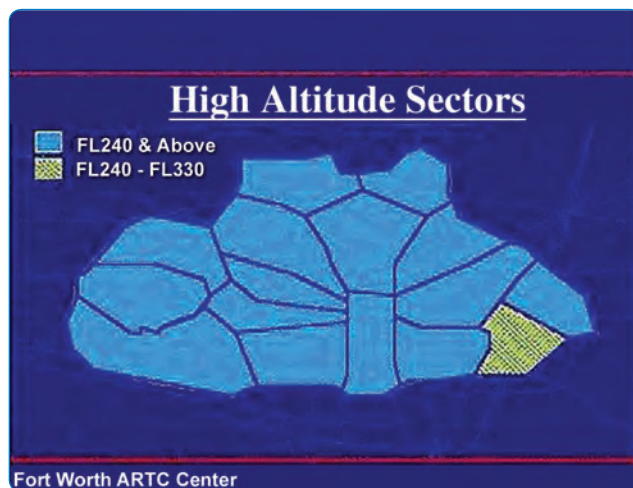 High Altitude Sectors
FL240 & Above
FL240 - FL330
Fort Worth ARTC Center